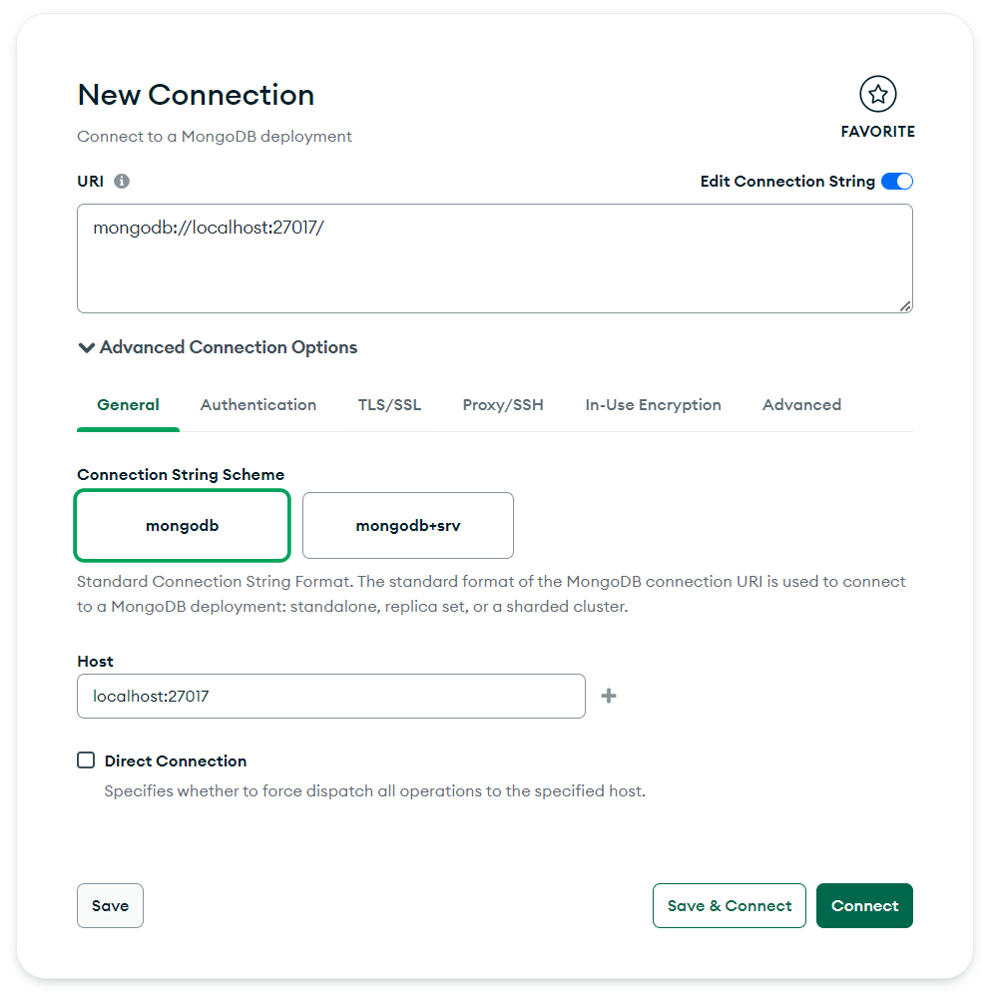 New Connection
FAVORITE
Connect to a MongoDB deployment
URI
Edit Connection String
mongodb://localhost:27017/
Advanced Connection Options
General Authentication TLS/SSL Proxy/SSH In-Use Encryption Advanced
Connection String Scheme
mongodb mongodb+srv
Standard Connection String Format. The standard format of the MongoDB connection URI is used to connect
to a MongoDB deployment: standalone, replica set, or a sharded cluster.
Host
localhost:27017
Direct Connection
Specifies whether to force dispatch all operations to the specified host.
Save Save & Connect Connect